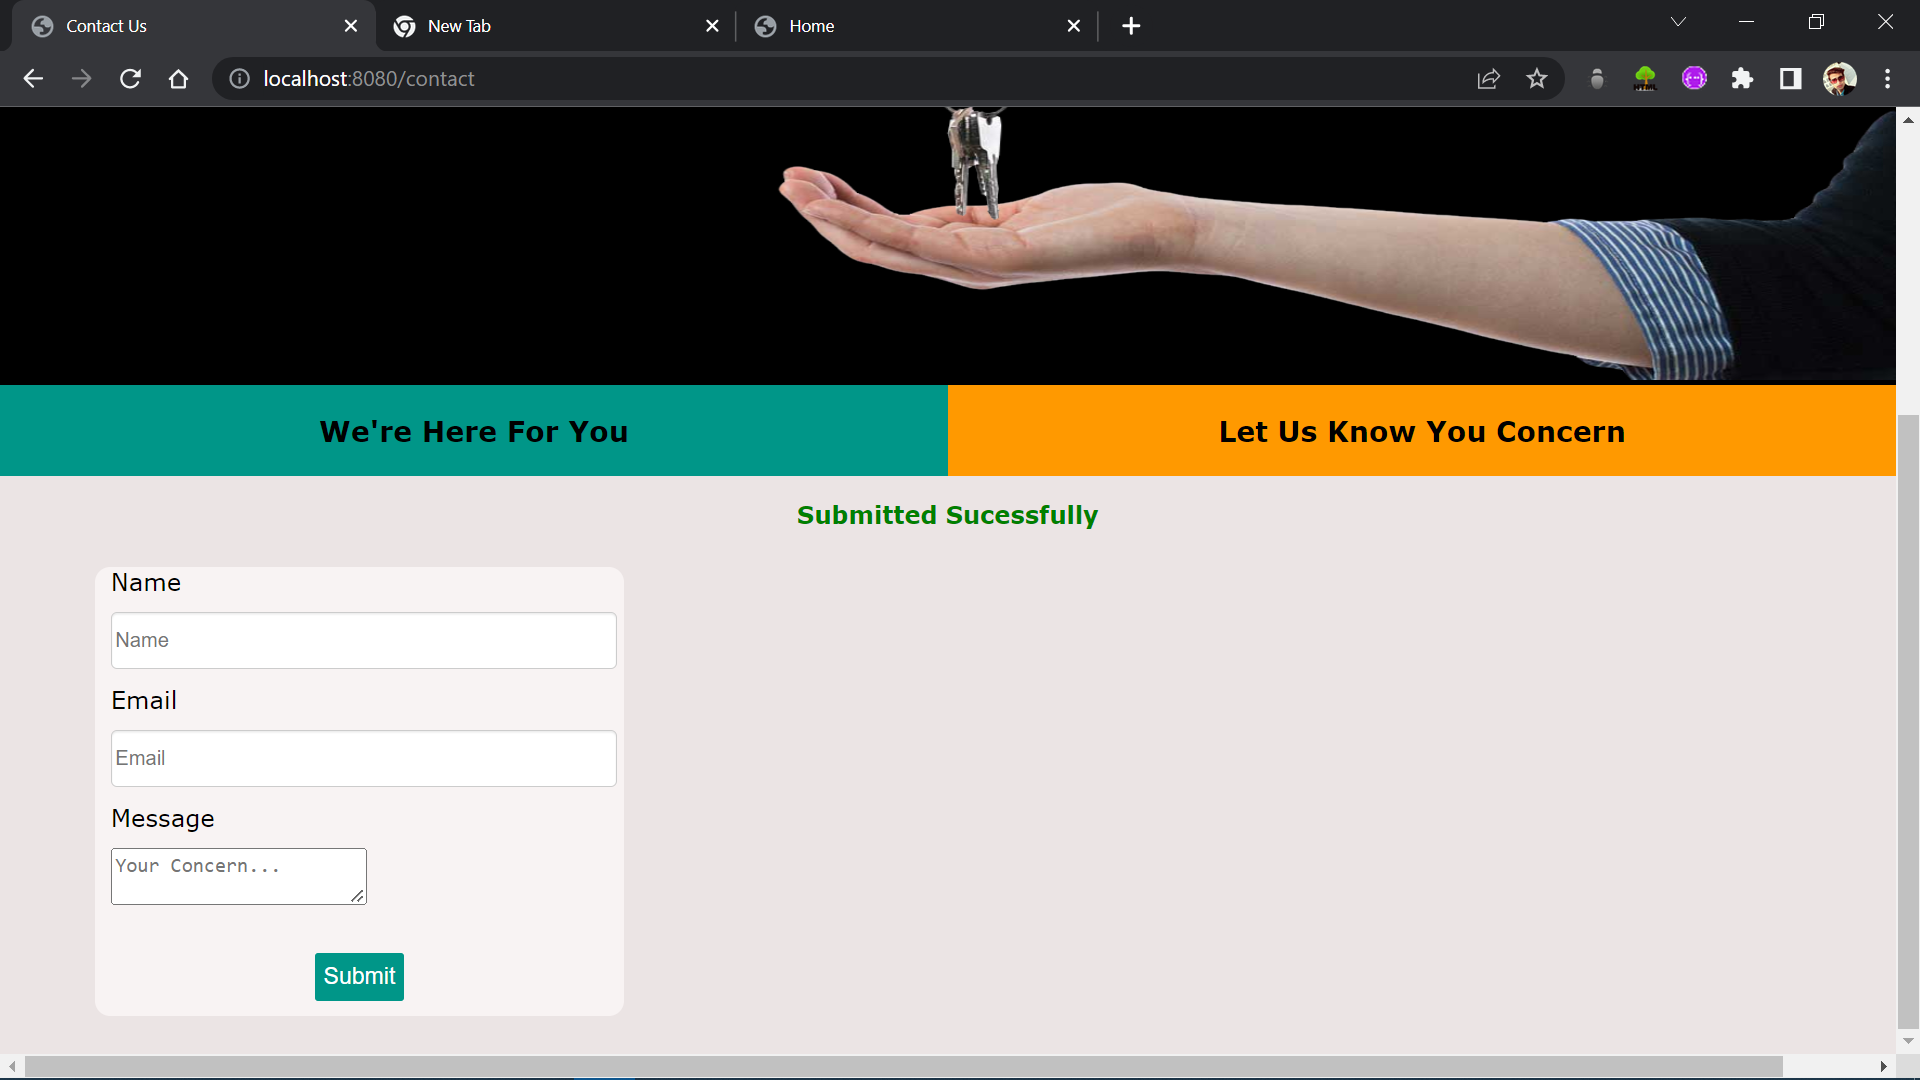 Contact Us
New Tab
Home
localhost:8080/contact
We're Here For You
Let Us Know You Concern
Submitted Sucessfully
Name
Name
Email
Email
Message
Your Concern...
Submit